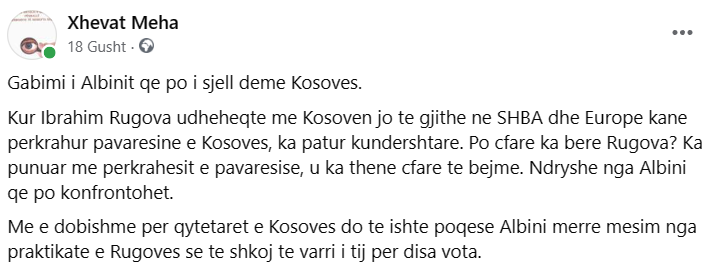 Xhevat Meha
18 Gusht ·
Gabimi i Albinit qe po i sjell deme Kosoves.
Kur Ibrahim Rugova udheheqte me Kosoven jo te gjithe ne SHBA dhe Europe kane
perkrahur pavaresine e Kosoves, ka patur kundershtare. Po cfare ka bere Rugova? Ka
punuar me perkrahesit e pavaresise, u ka thene cfare te bejme. Ndryshe nga Albini
qe po konfrontohet.
Me e dobishme per qytetaret e Kosoves do te ishte poqese Albini merre mesim nga
praktikate e Rugoves se te shkoj te varri i tij per disa vota.